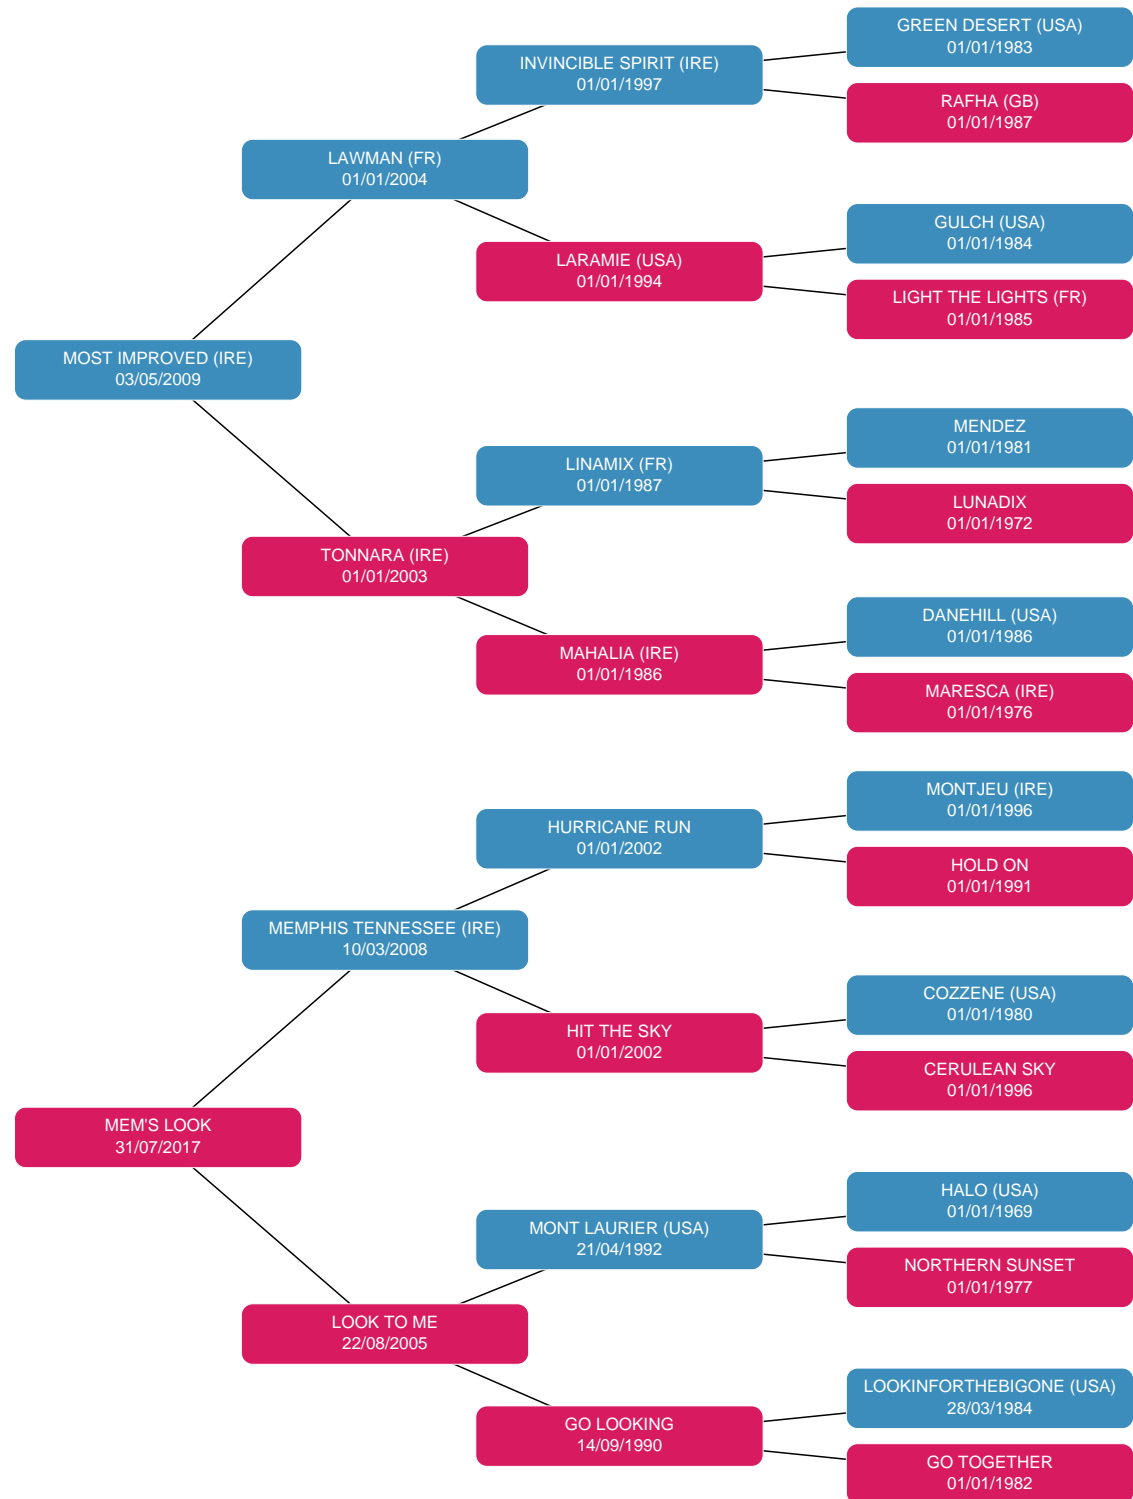 GREEN DESERT (USA)
01/01/1983
INVINCIBLE SPIRIT (IRE)
01/01/1997
RAFHA (GB)
01/01/1987
LAWMAN (FR)
01/01/2004
GULCH (USA)
01/01/1984
LARAMIE (USA)
01/01/1994
LIGHT THE LIGHTS (FR)
01/01/1985
MOST IMPROVED (IRE)
03/05/2009
MENDEZ
01/01/1981
LINAMIX (FR)
01/01/1987
LUNADIX
01/01/1972
TONNARA (IRE)
01/01/2003
DANEHILL (USA)
01/01/1986
MAHALIA (IRE)
01/01/1986
MARESCA (IRE)
01/01/1976
MONTJEU (IRE)
01/01/1996
HURRICANE RUN
01/01/2002
HOLD ON
01/01/1991
MEMPHIS TENNESSEE (IRE)
10/03/2008
COZZENE (USA)
01/01/1980
HIT THE SKY
01/01/2002
CERULEAN SKY
01/01/1996
MEM'S LOOK
31/07/2017
HALO (USA)
01/01/1969
MONT LAURIER (USA)
21/04/1992
NORTHERN SUNSET
01/01/1977
LOOK TO ME
22/08/2005
LOOKINFORTHEBIGONE (USA)
28/03/1984
GO LOOKING
14/09/1990
GO TOGETHER
01/01/1982